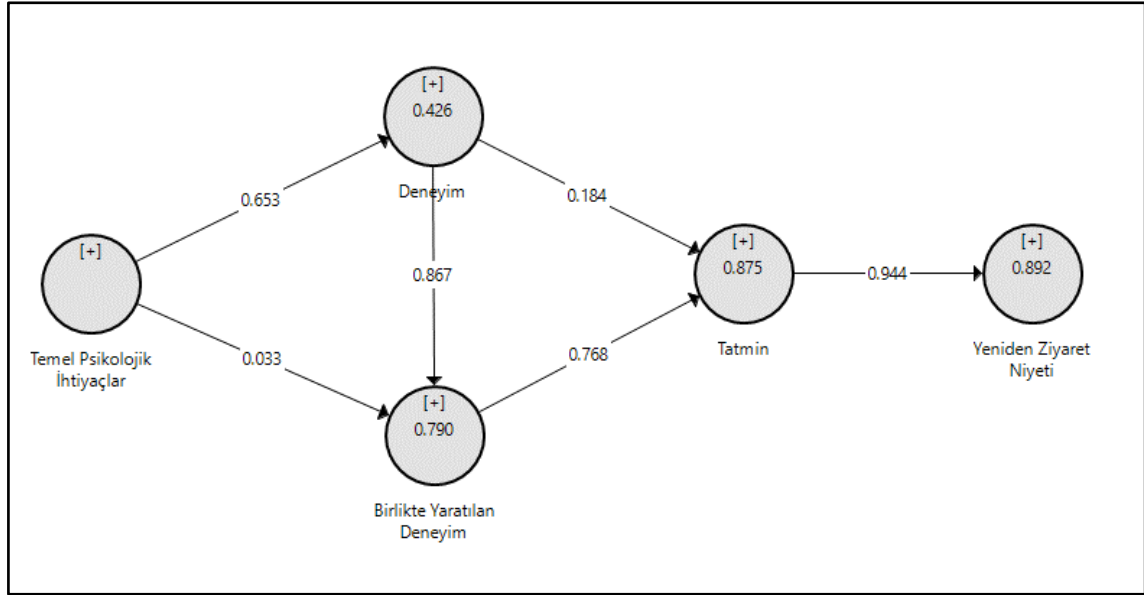 [+]
0.426
Deneyim
0.653
0.184
[+]
Temel Psikolojik
İhtiyaçlar
0.867
[+]
0.875
Tatmin
0.944
[+]
0.892
Yeniden Ziyaret
Niyeti
0.033
0.768
[+]
0.790
Birlikte Yaratılan
Deneyim